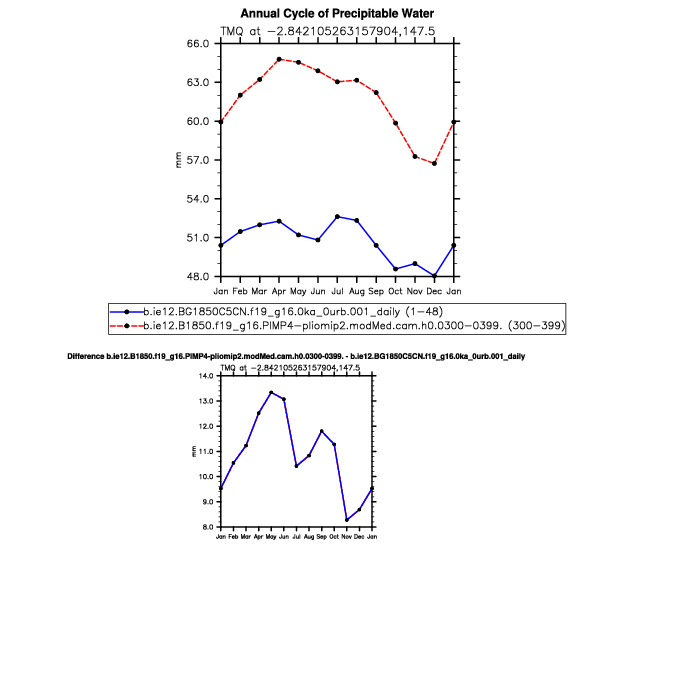 Annual Cycle of Precipitable Water
TMQ at −2.842105263157904,147.5
66.0
63.0
60.0
57.0
54.0
51.0
48.0
mm
Jan Feb Mar Apr May Jun Jul Aug Sep Oct Nov Dec Jan
b.ie12.BG1850C5CN.f19_g16.0ka_0urb.001_daily (1−48)
b.ie12.B1850.f19_g16.PIMP4−pliomip2.modMed.cam.h0.0300−0399. (300−399)
Difference b.ie12.B1850.f19_g16.PIMP4-pliomip2.modMed.cam.h0.0300-0399. - b.ie12.BG1850C5CN.f19_g16.0ka_0urb.001_daily
TMQ at −2.842105263157904,147.5
14.0
13.0
12.0
11.0
10.0
9.0
8.0
mm
Jan Feb Mar Apr May Jun Jul Aug Sep Oct Nov Dec Jan